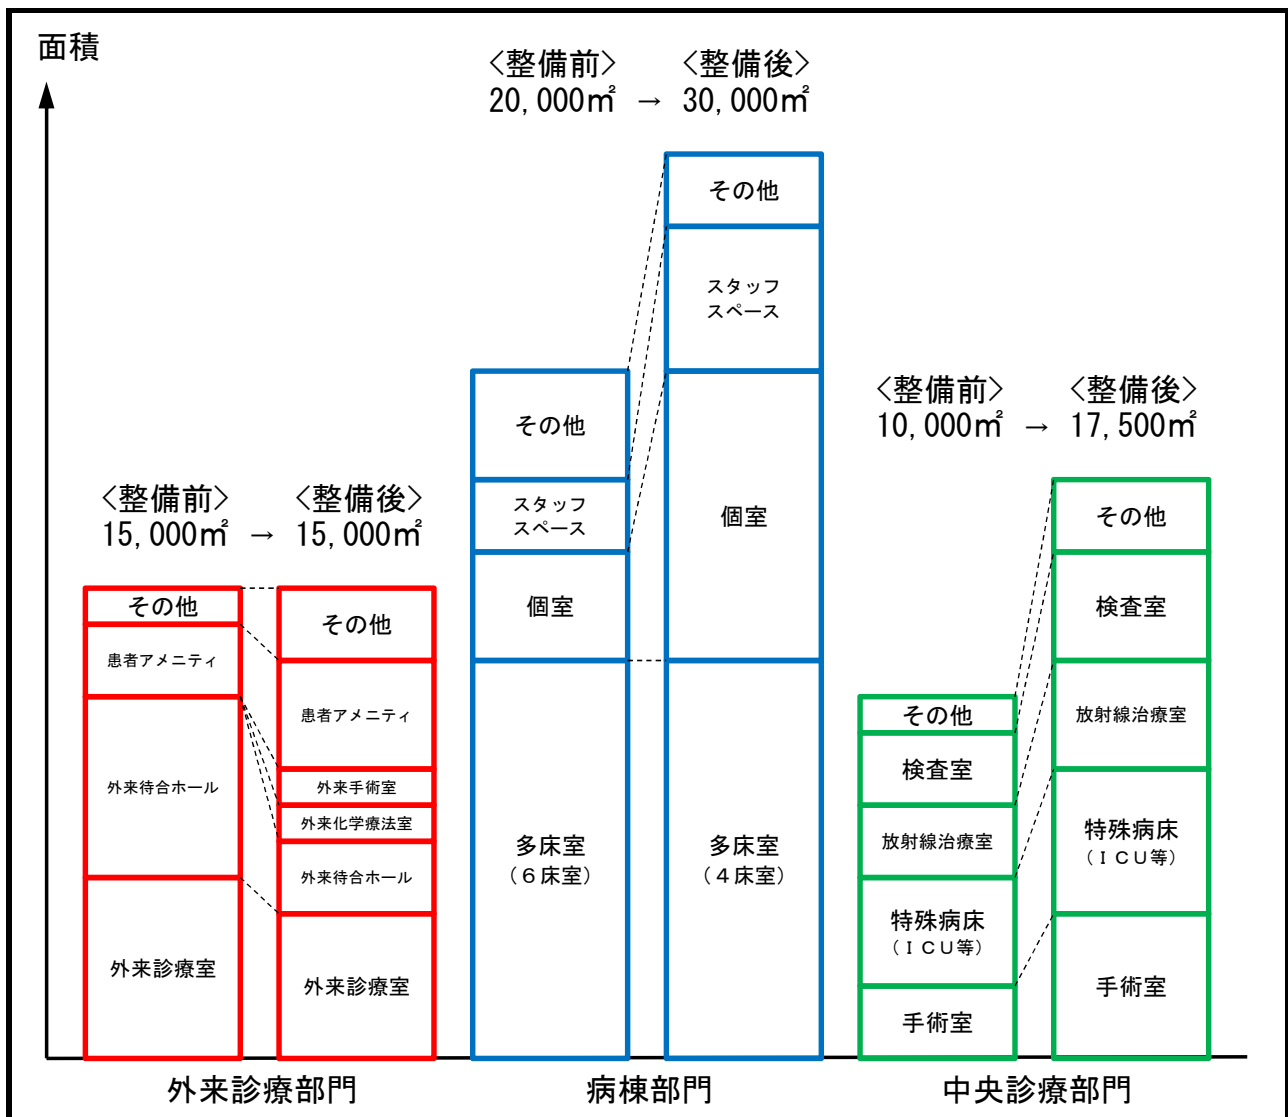 面積
<整備前> <整備後>
20,000㎡ → 30,000㎡
<整備前> <整備後>
10,000㎡ → 17,500㎡
<整備前> <整備後>
15,000㎡ → 15,000㎡
その他
患者アメニティ
外来待合ホール
外来診療室
その他
患者アメニティ
外来手術室
外来化学療法室
外来待合ホール
外来診療室
外来診療部門
その他
スタッフ
スペース
個室
多床室
(6床室)
その他
スタッフ
スペース
個室
多床室
(4床室)
病棟部門
その他
検査室
放射線治療室
特殊病床
(ICU等)
手術室
その他
検査室
放射線治療室
特殊病床
(ICU等)
手術室
中央診療部門